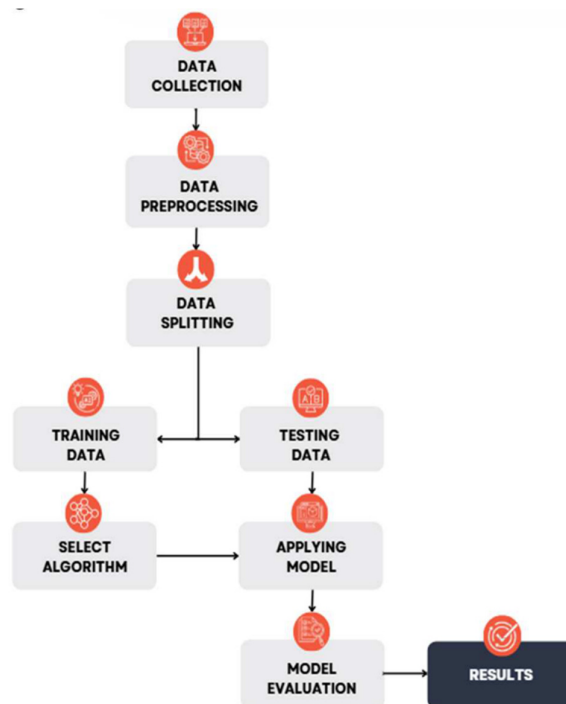 DATA
COLLECTION
DATA
PREPROCESSING
DATA
SPLITTING
TRAINING
DATA
TESTING
DATA
SELECT
ALGORITHM
APPLYING
MODEL
MODEL
EVALUATION
RESULTS